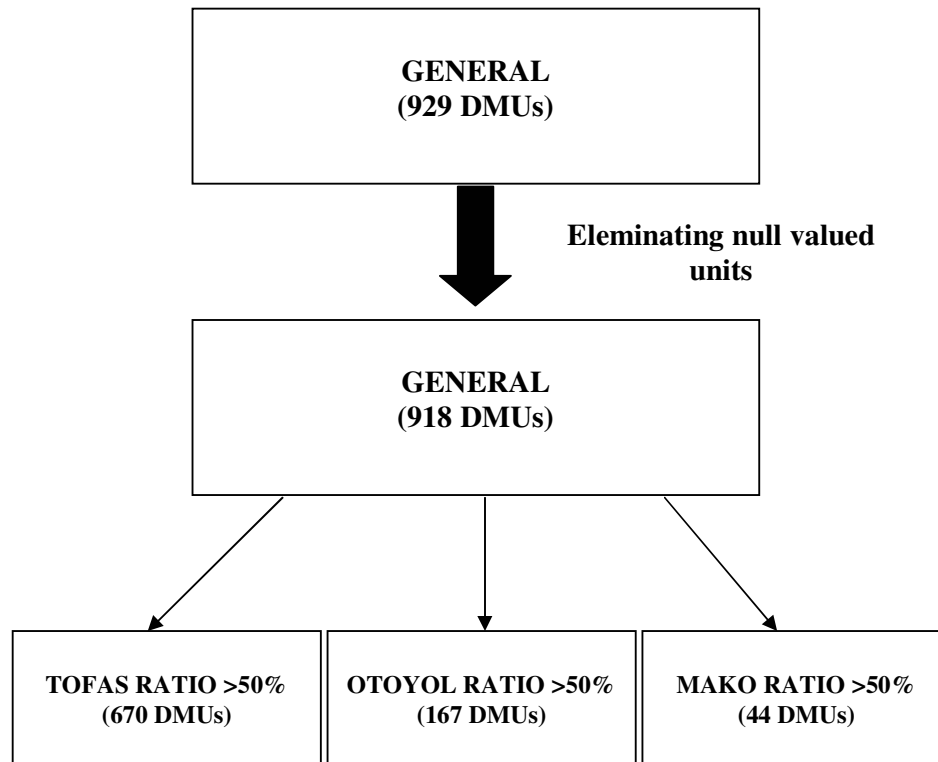 GENERAL
(929 DMUs)
Eleminating null valued
units
GENERAL
(918 DMUs)
TOFAS RATIO >50%
(670 DMUs)
OTOYOL RATIO >50%
(167 DMUs)
MAKO RATIO >50%
(44 DMUs)